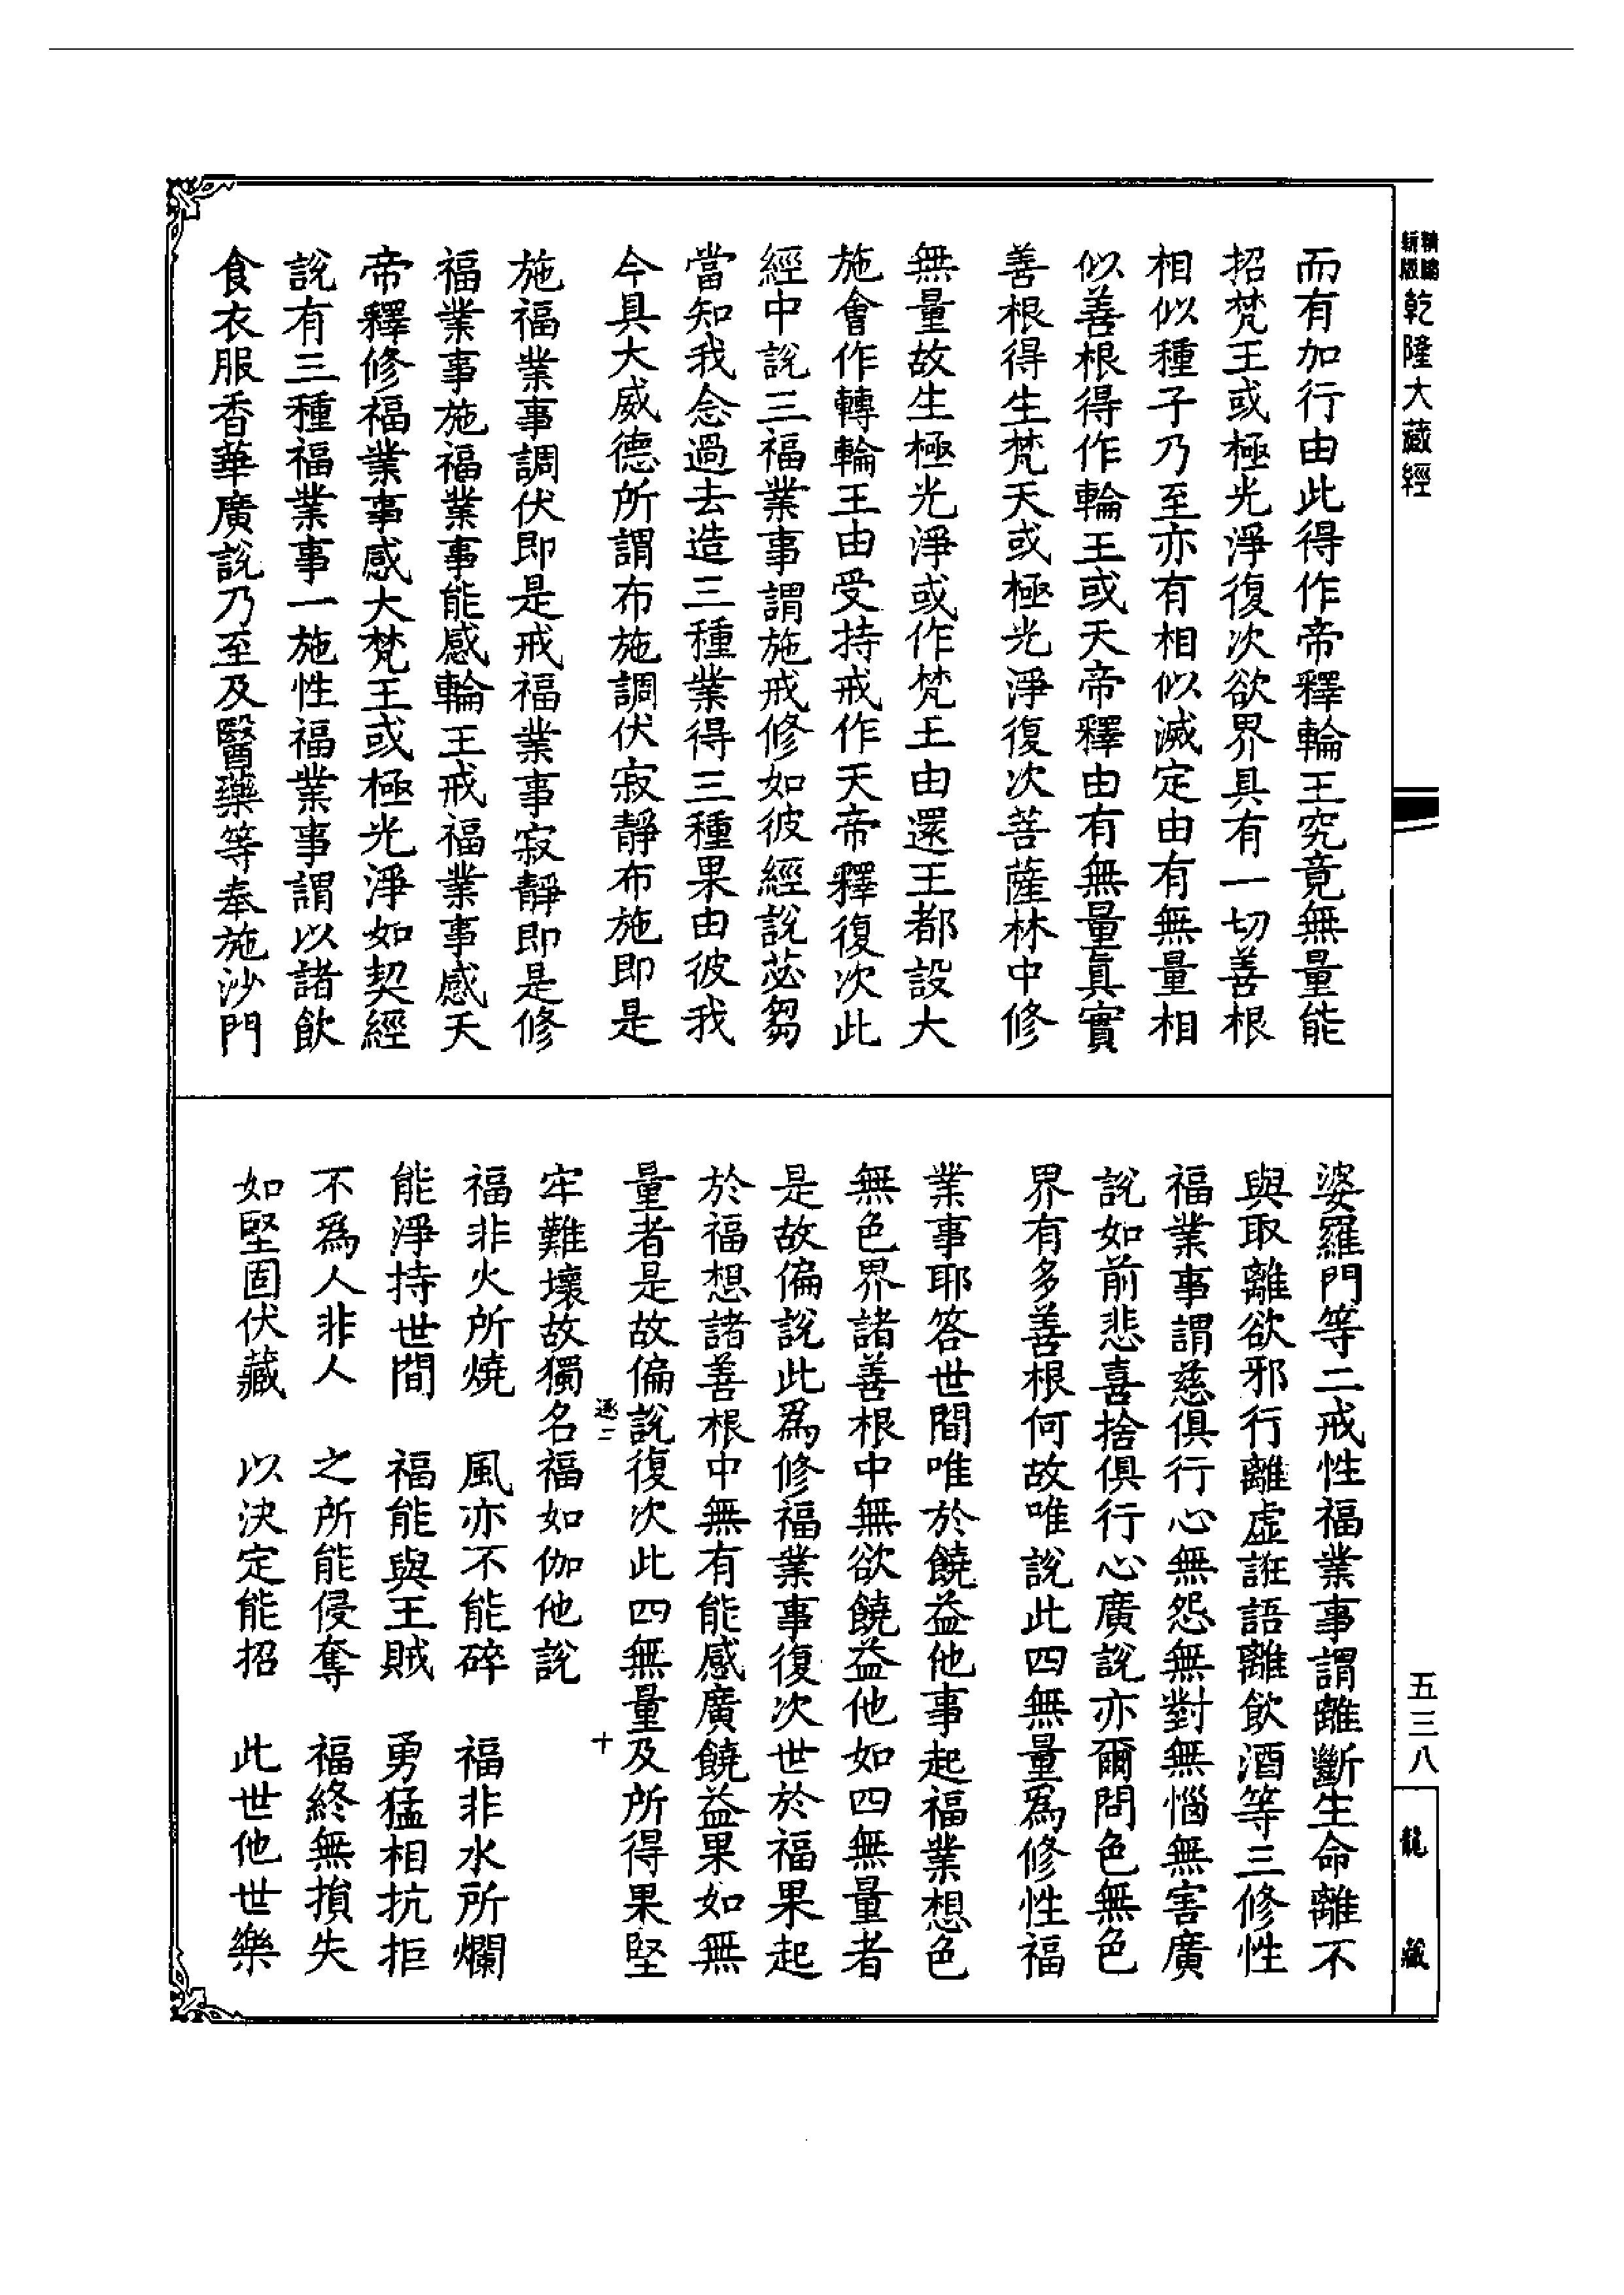 精縮新版乾隆大藏經
而有加行由此得作帝釋輪王究竟無量能
招梵王或極光淨復次欲界具有一切善根
相似種子乃至亦有相似滅定由有無量相
似善根得作輪王或天帝釋由有無量真實
善根得生梵天或極光淨復次菩薩林中修
無量故生極光淨或作梵王由還王都設大
施會作轉輪王由受持戒作天帝釋復次此
經中說三福業事謂施戒修如彼經說苾芻
當知我念過去造三種業得三種果由彼我
今具大威德所謂布施調伏寂靜布施即是
施福業事調伏即是戒福業事寂靜即是修
福業事施福業事能感輪王戒福業事感天
帝釋修福業事感大梵王或極光淨如契經
說有三種福業事一施性福業事謂以諸飲
食衣服香華廣說乃至及醫藥等奉施沙門
婆羅門等二戒性福業事謂離斷生命離不
與取離欲邪行離虛誑語離飲酒等三修性
福業事謂慈俱行心無怨無對無惱無害廣
說如前悲喜捨俱行心廣說亦爾問色無色
界有多善根何故唯說此四無量為修性福
業事耶答世間唯於饒益他事起福業想色
無色界諸善根中無欲饒益他如四無量者
是故偏說此為修福業事復次世於福果起
於福想諸善根中無有能感廣饒益果如無
量者是故偏說復次此四無量及所得果堅
逐二 十
牢難壞故獨名福如伽他說
福非火所燒 風亦不能碎 福非水所爛
能淨持世間 福能與王賊 勇猛相抗拒
不為人非人 之所能侵奪 福終無損失
如堅固伏藏 以決定能招 此世他世樂
五三八
龍藏